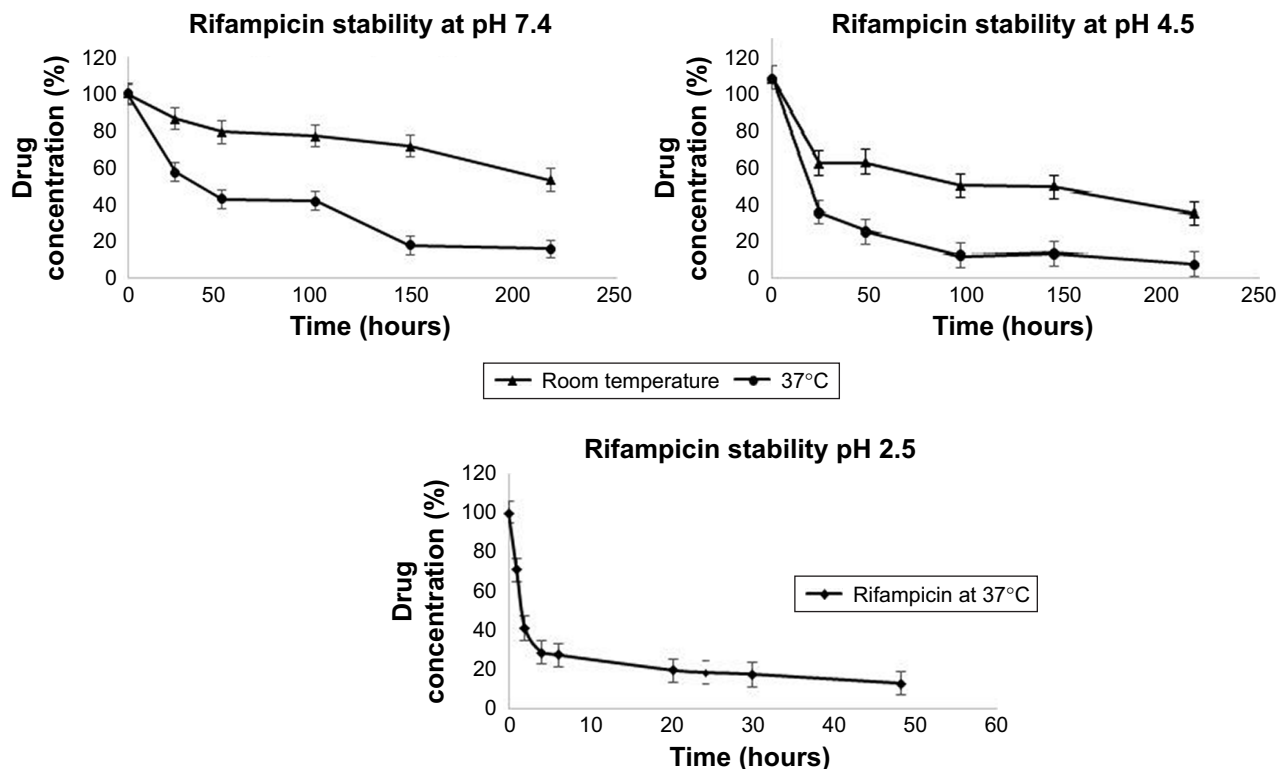 Rifampicin stability at pH 7.4
120
100
80
60
40
20
0
Drug
concentration (%)
0 50 100 150 200 250
Time (hours)
Rifampicin stability at pH 4.5
120
100
80
60
40
20
0
Drug
concentration (%)
0 50 100 150 200 250
Time (hours)
Room temperature 37°C
Rifampicin stability pH 2.5
120
100
80
60
40
20
0
Drug
concentration (%)
Rifampicin at 37°C
0 10 20 30 40 50 60
Time (hours)